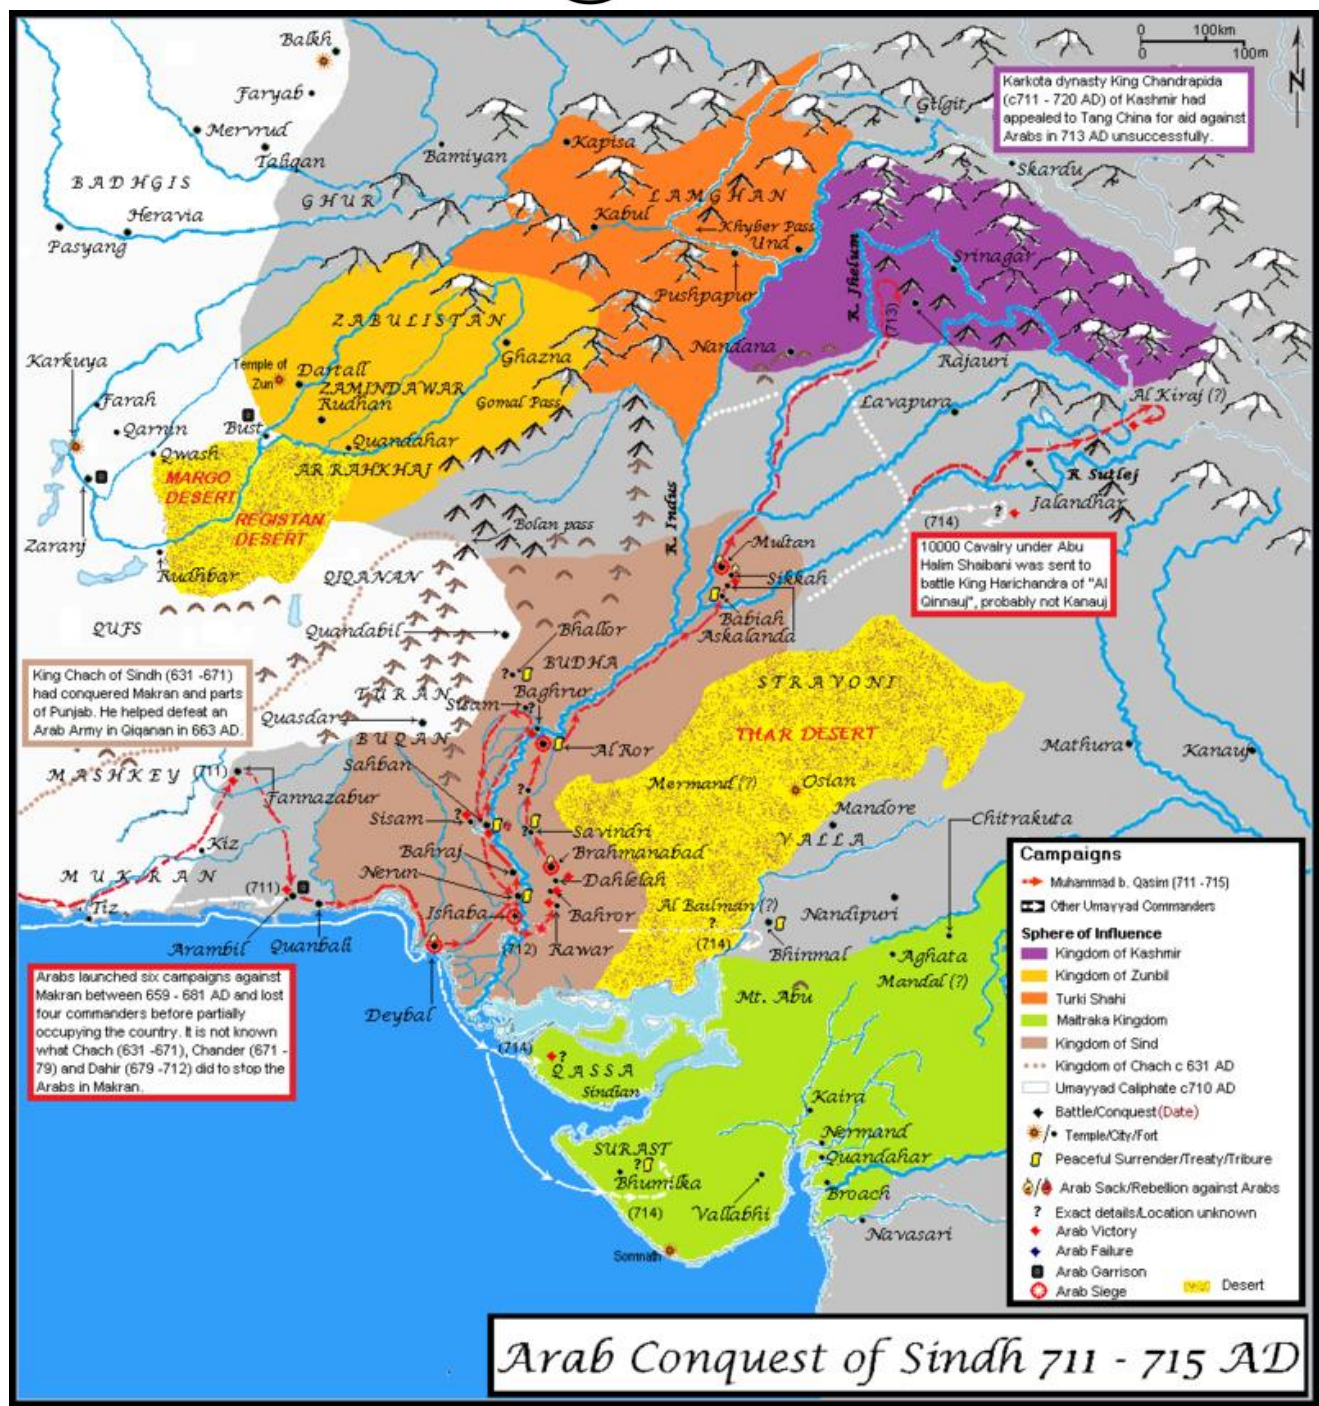 Balkh
0 100km
0 100m
N
Karkota dynasty King Chandrapida
(c711 - 720 AD) of Kashmir had
appealed to Tang China for aid against
Arabs in 713 AD unsuccessfully.
Faryab
Gilgit
Mervrud
Taliqan
Bamiyan
Kapisa
Skardu
BADHGIS
GHUR
LAMGHAN
Heravia
Kabul
Khyber Pass
Pasyang
Und
R. Jhelum
Srinagar
Pushpapur
ZABULISTAN
(713)
Karkuya
Temple of
Zun
Dartall
Ghazna
Nandana
Rajauri
ZAMINDAWAR
Rudhan
Gomal Pass
Lavapura
Al Kiraj (?)
Farah
Qarnin
Bust
Quandahar
Qwash
AR RAHKHAJ
MARGO
DESERT
R Sutlej
Jalandhar
REGISTAN
DESERT
R. Indus
Bolan pass
(714)
?
Zaranj
Multan
10000 Cavalry under Abu
Halim Shaibani was sent to
battle King Harichandra of "Al
Qinnauj", probably not Kanauj
Rudhbar
QIQANAN
Sikkah
Babiah
Askalanda
QUFS
Quandabil
Bhallor
?
BUDHA
King Chach of Sindh (631 -671)
had conquered Makran and parts
of Punjab. He helped defeat an
Arab Army in Qiqanan in 663 AD.
TURAN
Baghrur
Sisam
?
STRAVONI
Quasdar
BUQAN
THAR DESERT
Al Ror
Mathura
Kanauj
MASHKEY
(711)
Sahban
Mermand (?)
Osian
Fannazabur
?
Mandore
Chitrakuta
Sisam
?
Savindri
VALLA
Kiz
Bahraj
Brahmanabad
MUKRAN
(711)
Nerun
Dahlelah
Tiz
Ishaba
Bahror
Al Bailman (?)
Nandipuri
?
Arambil
Quanbali
(712)
Rawar
(714)
Bhinmal
Aghata
Mandal (?)
Arabs launched six campaigns against
Makran between 659 - 681 AD and lost
four commanders before partially
occupying the country. It is not known
what Chach (631 -671), Chander (671 -
79) and Dahir (679 -712) did to stop the
Arabs in Makran.
Deybal
Mt. Abu
(714)
?
QASSA
Sindian
Kaira
Nermand
SURAST
?
Quandahar
Bhumilka
Broach
(714)
Vallabhi
Navasari
Somnath
Campaigns
Muhammad b. Qasim (711 -715)
Other Umayyad Commanders
Sphere of Influence
Kingdom of Kashmir
Kingdom of Zunbil
Turki Shahi
Maitraka Kingdom
Kingdom of Sind
Kingdom of Chach c 631 AD
Umayyad Caliphate c710 AD
Battle/Conquest(Date)
/ Temple/City/Fort
Peaceful Surrender/Treaty/Tribure
/ Arab Sack/Rebellion against Arabs
? Exact details/Location unknown
Arab Victory
Arab Failure
Arab Garrison
Arab Siege
Desert
Arab Conquest of Sindh 711 - 715 AD